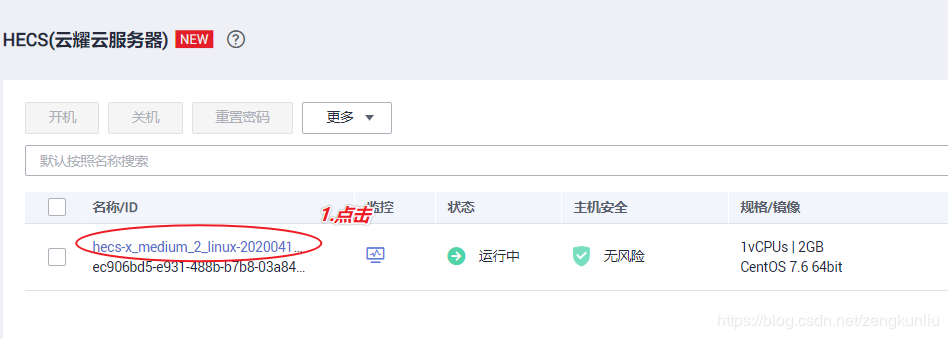 HECS(云耀云服务器) NEW ?
开机 关机 重置密码 更多
默认按照名称搜索
名称/ID 1.点击 监控 状态 主机安全 规格/镜像
hecs-x_medium_2_linux-2020041... 运行中 无风险 1vCPUs | 2GB
ec906bd5-e931-488b-b7b8-03a84... CentOS 7.6 64bit
https://blog.csdn.net/zengkunliu